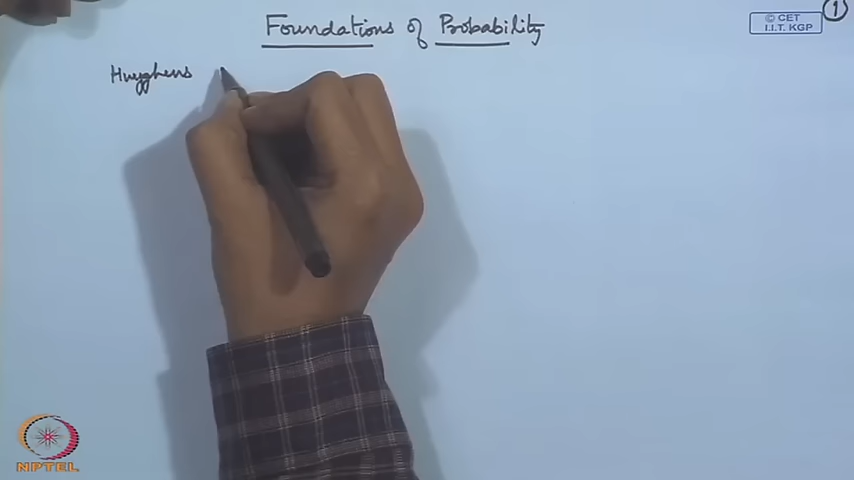 Foundations of Probability
© CET
I.I.T. KGP
1
Huyghens
NPTEL